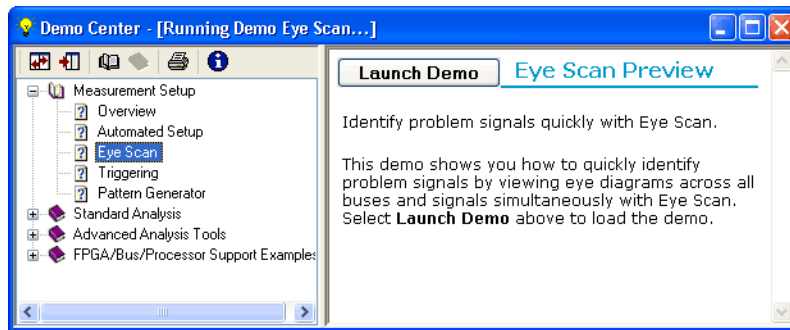 Demo Center - [Running Demo Eye Scan...]
Measurement Setup
Overview
Automated Setup
Eye Scan
Triggering
Pattern Generator
Standard Analysis
Advanced Analysis Tools
FPGA/Bus/Processor Support Examples
Launch Demo
Eye Scan Preview
Identify problem signals quickly with Eye Scan.
This demo shows you how to quickly identify
problem signals by viewing eye diagrams across all
buses and signals simultaneously with Eye Scan.
Select Launch Demo above to load the demo.